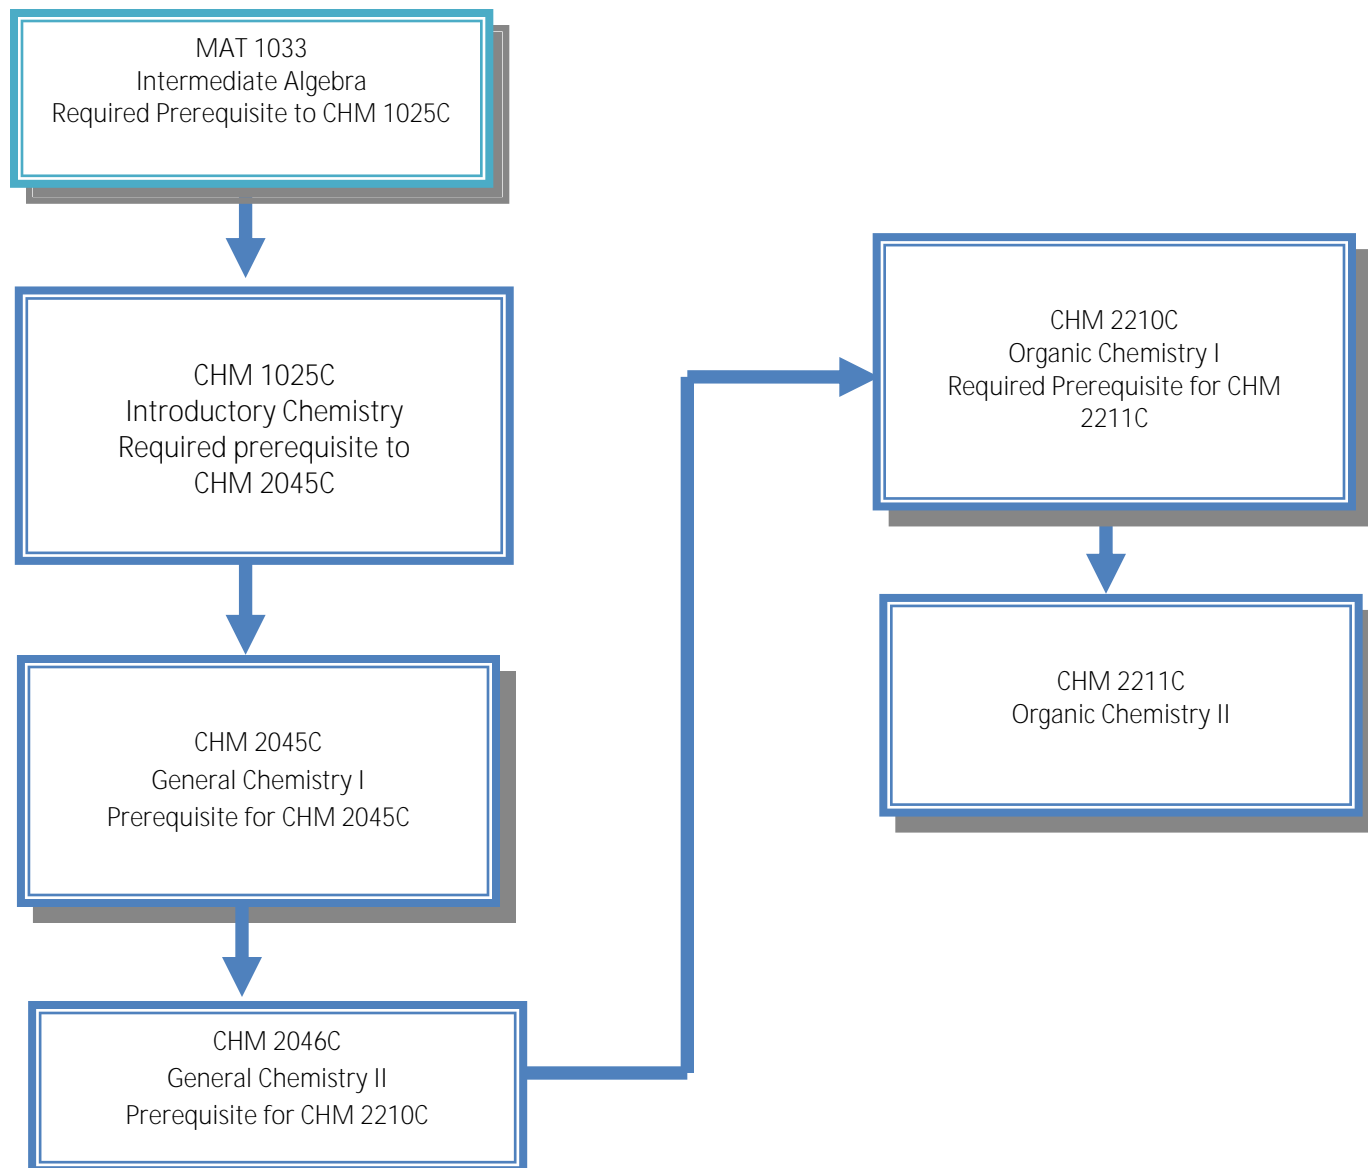 MAT 1033
Intermediate Algebra
Required Prerequisite to CHM 1025C
CHM 1025C
Introductory Chemistry
Required prerequisite to
CHM 2045C
CHM 2045C
General Chemistry I
Prerequisite for CHM 2045C
CHM 2046C
General Chemistry II
Prerequisite for CHM 2210C
CHM 2210C
Organic Chemistry I
Required Prerequisite for CHM
2211C
CHM 2211C
Organic Chemistry II